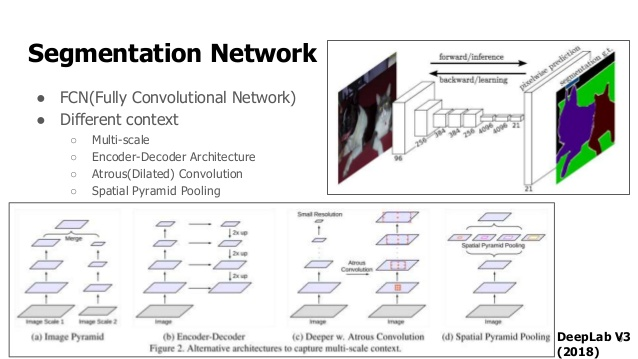 Segmentation Network
● FCN(Fully Convolutional Network)
● Different context
○ Multi-scale
○ Encoder-Decoder Architecture
○ Atrous(Dilated) Convolution
○ Spatial Pyramid Pooling
forward/inference
backward/learning
pixelwise prediction
segmentation g.t.
96
256
384
384
256
4096
4096
21
21
Merge
Image Scale 1
Image Scale 2
(a) Image Pyramid
2x up
2x up
2x up
Image
(b) Encoder-Decoder
Small Resolution
Atrous
Convolution
Image
(c) Deeper w. Atrous Convolution
Spatial Pyramid Pooling
Image
(d) Spatial Pyramid Pooling
Figure 2. Alternative architectures to capture multi-scale context.
DeepLab V3
(2018)